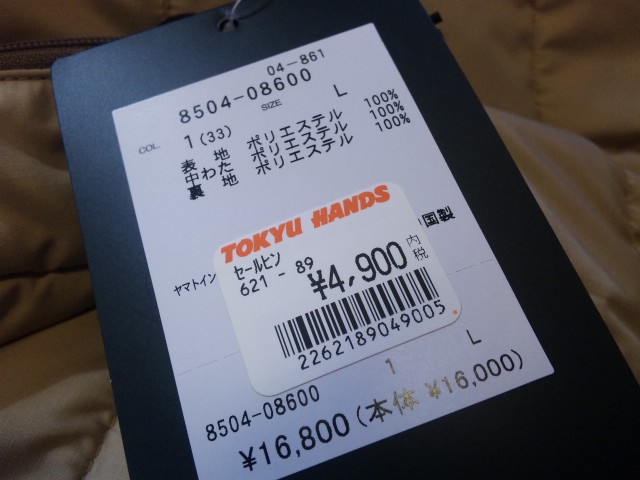 04-861
8504-08600
COL. SIZE
1(33) L
表 地 ポリエステル 100%
中わた ポリエステル 100%
裏 地 ポリエステル 100%
TOKYU HANDS
セールヒン
621-89
¥4,900 内税
2262189049005
国製
ヤマトイン
8504-08600 1 L
¥16,800(本体 ¥16,000)